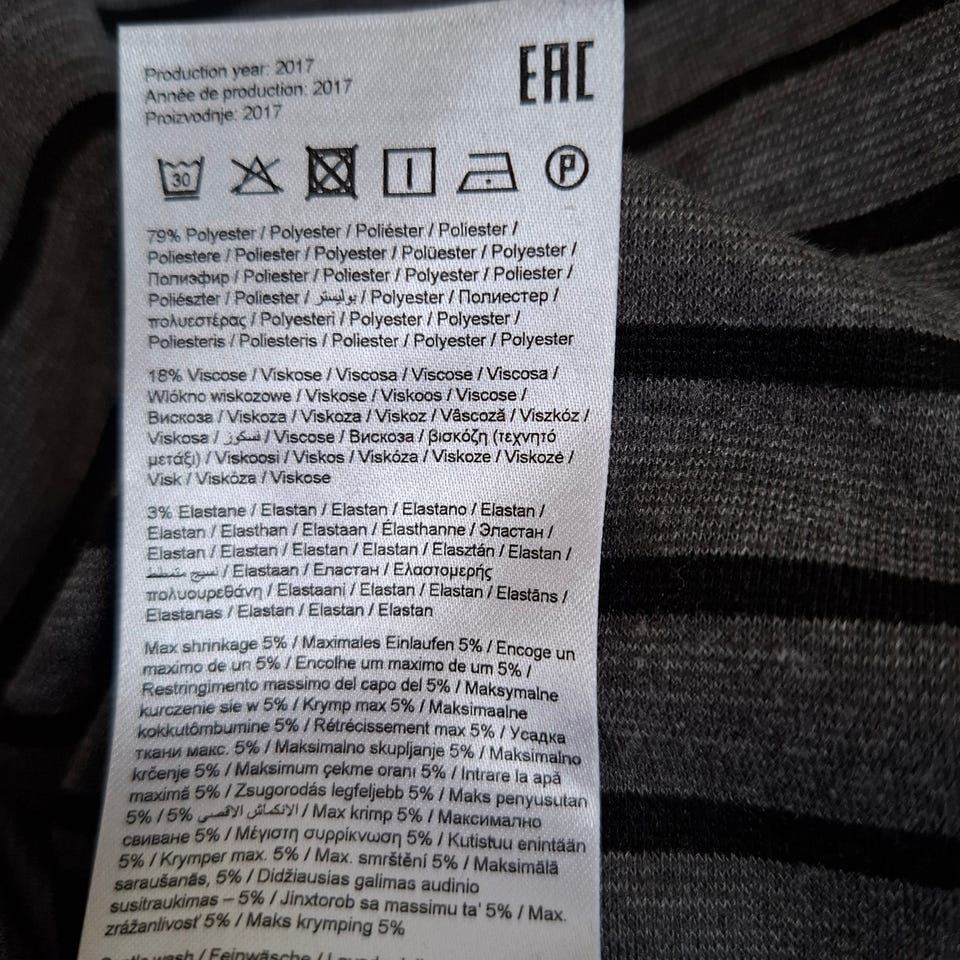 Production year: 2017
Année de production: 2017
Proizvodnje: 2017
EAC
30
P
79% Polyester / Polyester / Poliéster / Poliester /
Poliestere / Poliester / Polyester / Polüester / Polyester /
Полиэфир / Poliester / Poliester / Polyester / Poliester /
Poliészter / Poliester / بوليستر / Polyester / Полиестер /
πολυεστέρας / Polyesteri / Polyester / Polyester /
Poliesteris / Poliesteris / Poliester / Polyester / Polyester
18% Viscose / Viskose / Viscosa / Viscose / Viscosa /
Wlókno wiskozowe / Viskose / Viskoos / Viscose /
Вискоза / Viskoza / Viskoza / Viskoz / Vâscoză / Viszkóz /
Viskosa / فسكوز / Viscose / Вискоза / βισκόζη (τεχνητό
μετάξι) / Viskoosi / Viskos / Viskóza / Viskoze / Viskozé /
Visk / Viskóza / Viskose
3% Elastane / Elastan / Elastan / Elastano / Elastan /
Elastan / Elasthan / Elastaan / Élasthanne / Эластан /
Elastan / Elastan / Elastan / Elastan / Elasztán / Elastan /
نسيج متمطط / Elastaan / Еластан / Ελαστομερής
πολυουρεθάνη / Elastaani / Elastan / Elastan / Elastāns /
Elastanas / Elastan / Elastan / Elastan
Max shrinkage 5% / Maximales Einlaufen 5% / Encoge un
maximo de un 5% / Encolhe um maximo de um 5% /
Restringimento massimo del capo del 5% / Maksymalne
kurczenie sie w 5% / Krymp max 5% / Maksimaalne
kokkutõmbumine 5% / Rétrécissement max 5% / Усадка
ткани макс. 5% / Maksimalno skupljanje 5% / Maksimalno
krčenje 5% / Maksimum çekme oranı 5% / Intrare la apă
maximă 5% / Zsugorodás legfeljebb 5% / Maks penyusutan
5% / 5% الانكماش الاقصى / Max krimp 5% / Максимално
свиване 5% / Μέγιστη συρρίκνωση 5% / Kutistuu enintään
5% / Krymper max. 5% / Max. smrštění 5% / Maksimālā
saraušanās, 5% / Didžiausias galimas audinio
susitraukimas – 5% / Jinxtorob sa massimu ta' 5% / Max.
zrážanlivosť 5% / Maks krymping 5%
wash / Feinwäsche /